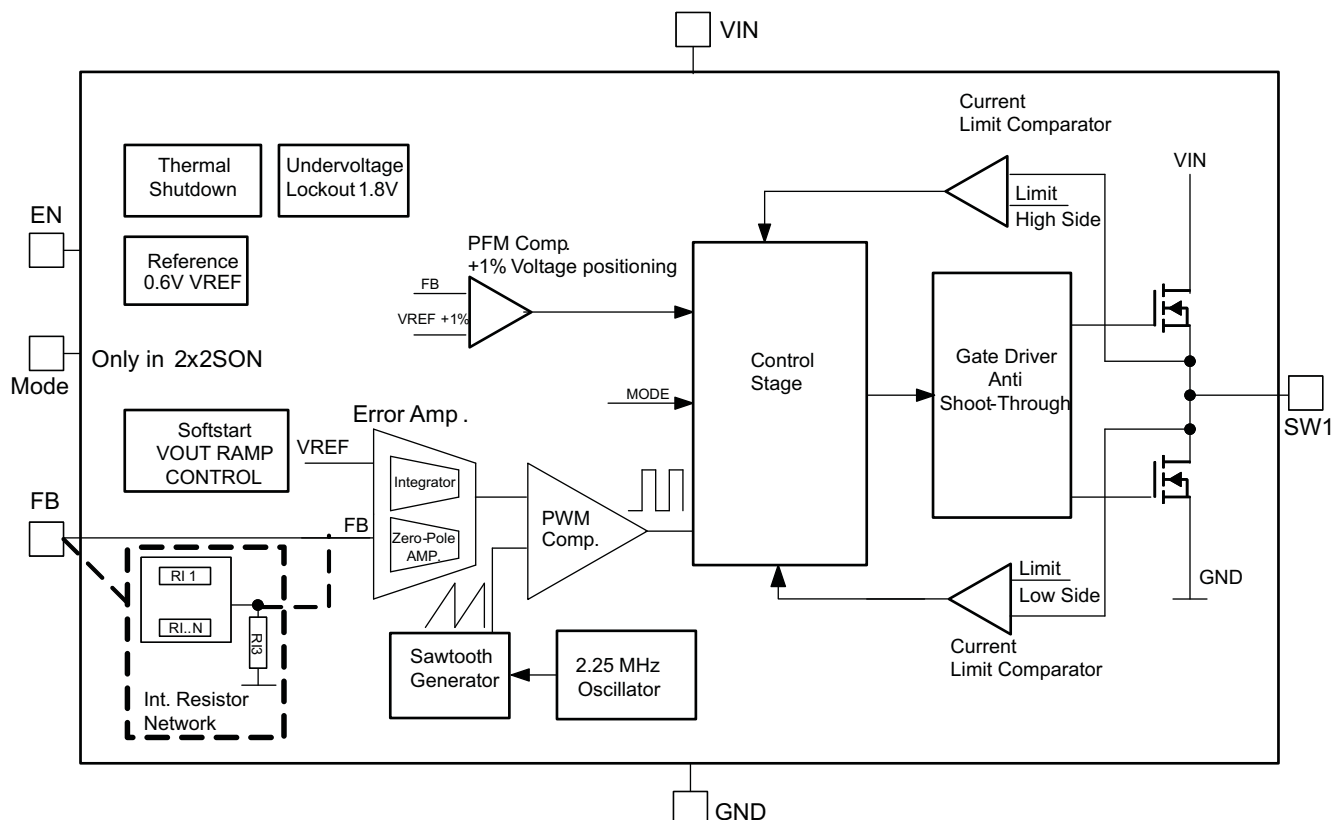 VIN
Current
Limit Comparator
Thermal
Shutdown
Undervoltage
Lockout 1.8V
VIN
EN
Limit
High Side
Reference
0.6V VREF
PFM Comp.
+1% Voltage positioning
FB
VREF +1%
Mode
Only in 2x2SON
Control
Stage
Gate Driver
Anti
Shoot-Through
MODE
SW1
Softstart
VOUT RAMP
CONTROL
Error Amp .
VREF
Integrator
FB
FB
Zero-Pole
AMP.
PWM
Comp.
RI 1
RI..N
RI3
Int. Resistor
Network
Limit
Low Side
GND
Current
Limit Comparator
Sawtooth
Generator
2.25 MHz
Oscillator
GND